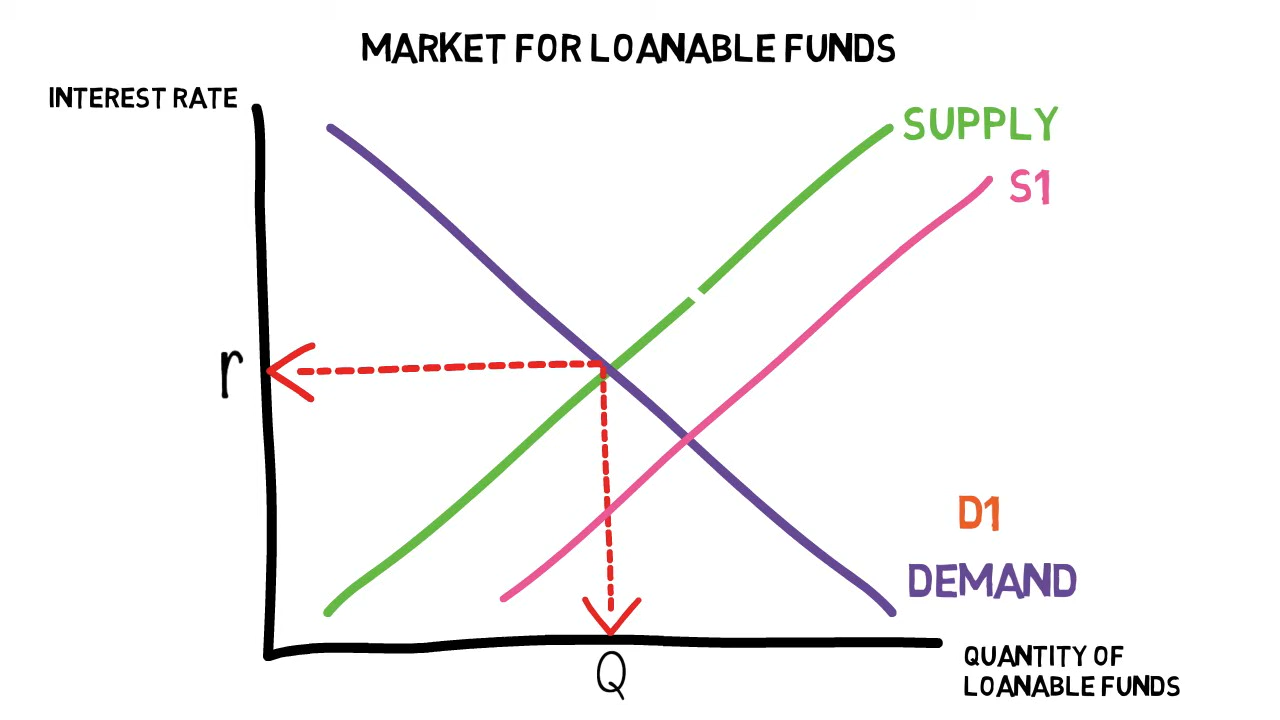 MARKET FOR LOANABLE FUNDS
INTEREST RATE
SUPPLY
S1
r
D1
DEMAND
Q
QUANTITY OF
LOANABLE FUNDS